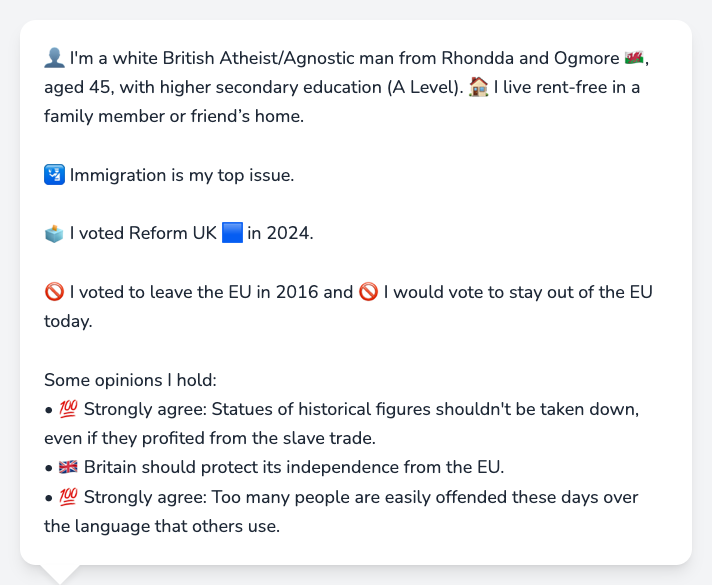 👤 I'm a white British Atheist/Agnostic man from Rhondda and Ogmore 🏴󠁧󠁢󠁷󠁬󠁳󠁿,
aged 45, with higher secondary education (A Level). 🏠 I live rent-free in a
family member or friend’s home.
🛂 Immigration is my top issue.
🗳️ I voted Reform UK 🟦 in 2024.
🚫 I voted to leave the EU in 2016 and 🚫 I would vote to stay out of the EU
today.
Some opinions I hold:
• 💯 Strongly agree: Statues of historical figures shouldn't be taken down,
even if they profited from the slave trade.
• 🇬🇧 Britain should protect its independence from the EU.
• 💯 Strongly agree: Too many people are easily offended these days over
the language that others use.